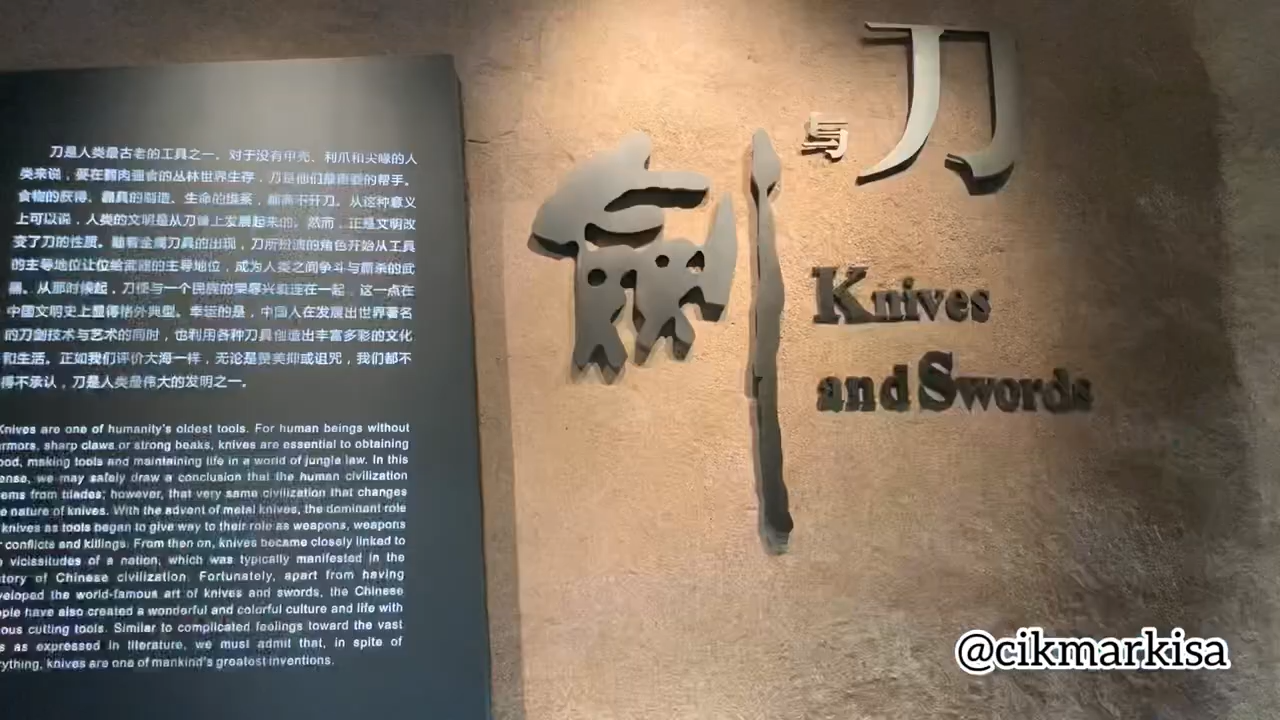 刀是人类最古老的工具之一。对于没有甲壳、利爪和尖喙的人
类来说，要在弱肉强食的丛林世界生存，刀是他们最重要的帮手。
食物的获得、器具的制造、生命的维系，都离不开刀。从这种意义
上可以说，人类的文明是从刀锋上发展起来的。然而，正是文明改
变了刀的性质。随着金属刀具的出现，刀所扮演的角色开始从工具
的主导地位让位给武器的主导地位，成为人类之间争斗与厮杀的武
器。从那时候起，刀便与一个民族的荣辱兴衰连在一起，这一点在
中国文明史上显得格外典型。幸运的是，中国人在发展出世界著名
的刀剑技术与艺术的同时，也利用各种刀具创造出丰富多彩的文化
和生活。正如我们评价大海一样，无论是赞美抑或诅咒，我们都不
得不承认，刀是人类最伟大的发明之一。
Knives are one of humanity's oldest tools. For human beings without
rmors, sharp claws or strong beaks, knives are essential to obtaining
ood, making tools and maintaining life in a world of jungle law. In this
ense, we may safely draw a conclusion that the human civilization
ems from blades; however, that very same civilization that changes
e nature of knives. With the advent of metal knives, the dominant role
knives as tools began to give way to their role as weapons, weapons
r conflicts and killings. From then on, knives became closely linked to
e vicissitudes of a nation, which was typically manifested in the
story of Chinese civilization. Fortunately, apart from having
veloped the world-famous art of knives and swords, the Chinese
ople have also created a wonderful and colorful culture and life with
ious cutting tools. Similar to complicated feelings toward the vast
s as expressed in literature, we must admit that, in spite of
rything, knives are one of mankind's greatest inventions.
刀
与
剑
Knives
and Swords
@cikmarkisa